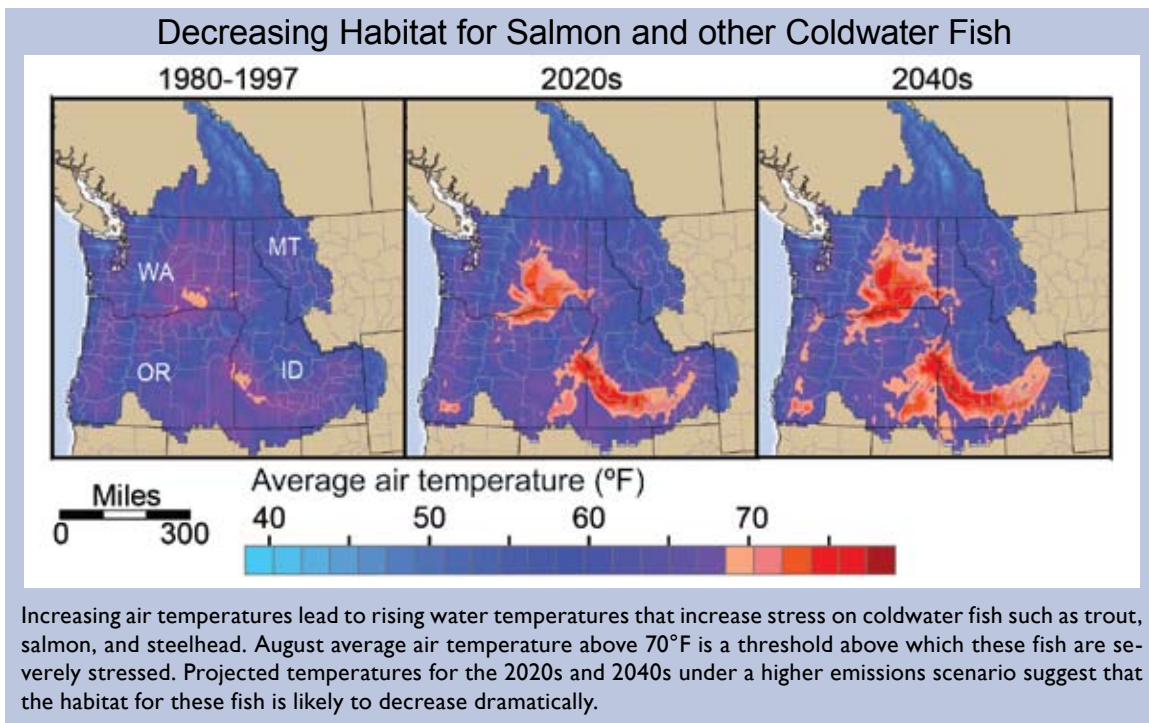 Decreasing Habitat for Salmon and other Coldwater Fish
1980-1997 2020s 2040s
MT
WA
OR ID
Average air temperature (ºF)
Miles
0 300
40 50 60 70
Increasing air temperatures lead to rising water temperatures that increase stress on coldwater fish such as trout,
salmon, and steelhead. August average air temperature above 70°F is a threshold above which these fish are se-
verely stressed. Projected temperatures for the 2020s and 2040s under a higher emissions scenario suggest that
the habitat for these fish is likely to decrease dramatically.